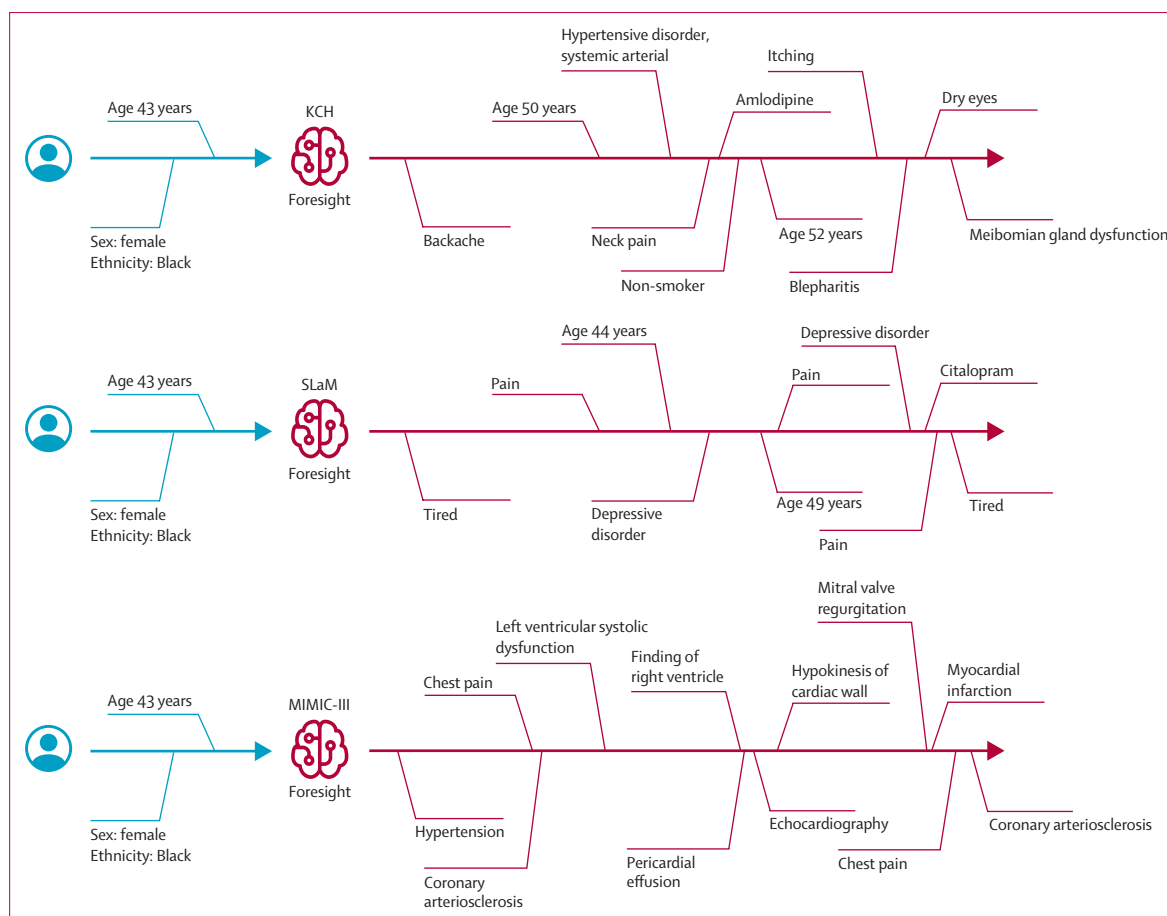 Hypertensive disorder,
systemic arterial
Itching
Age 43 years
KCH
Age 50 years
Amlodipine
Dry eyes
Foresight
Sex: female
Ethnicity: Black
Backache
Neck pain
Age 52 years
Meibomian gland dysfunction
Non-smoker
Blepharitis
Age 44 years
Depressive disorder
Age 43 years
SLaM
Pain
Pain
Citalopram
Foresight
Sex: female
Ethnicity: Black
Tired
Depressive
disorder
Age 49 years
Tired
Pain
Mitral valve
regurgitation
Left ventricular systolic
dysfunction
Finding of
right ventricle
Hypokinesis of
cardiac wall
Myocardial
infarction
Age 43 years
MIMIC-III
Chest pain
Foresight
Sex: female
Ethnicity: Black
Hypertension
Echocardiography
Coronary arteriosclerosis
Coronary
arteriosclerosis
Pericardial
effusion
Chest pain